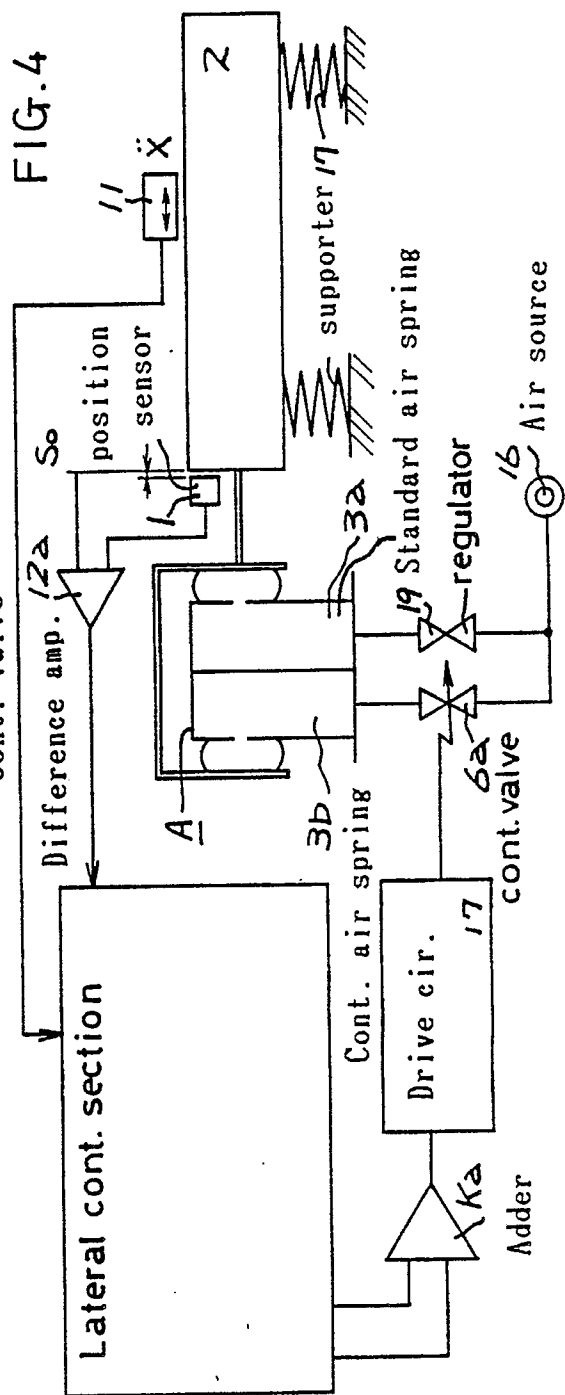 FIG.4
11
Ẍ
2
So
position
sensor
1
12a
Difference amp.
Lateral cont. section
A
3b
3a
supporter 17
Standard air spring
Cont. air spring
19
regulator
16
Air source
6a
cont.valve
Drive cir.
17
Ka
Adder